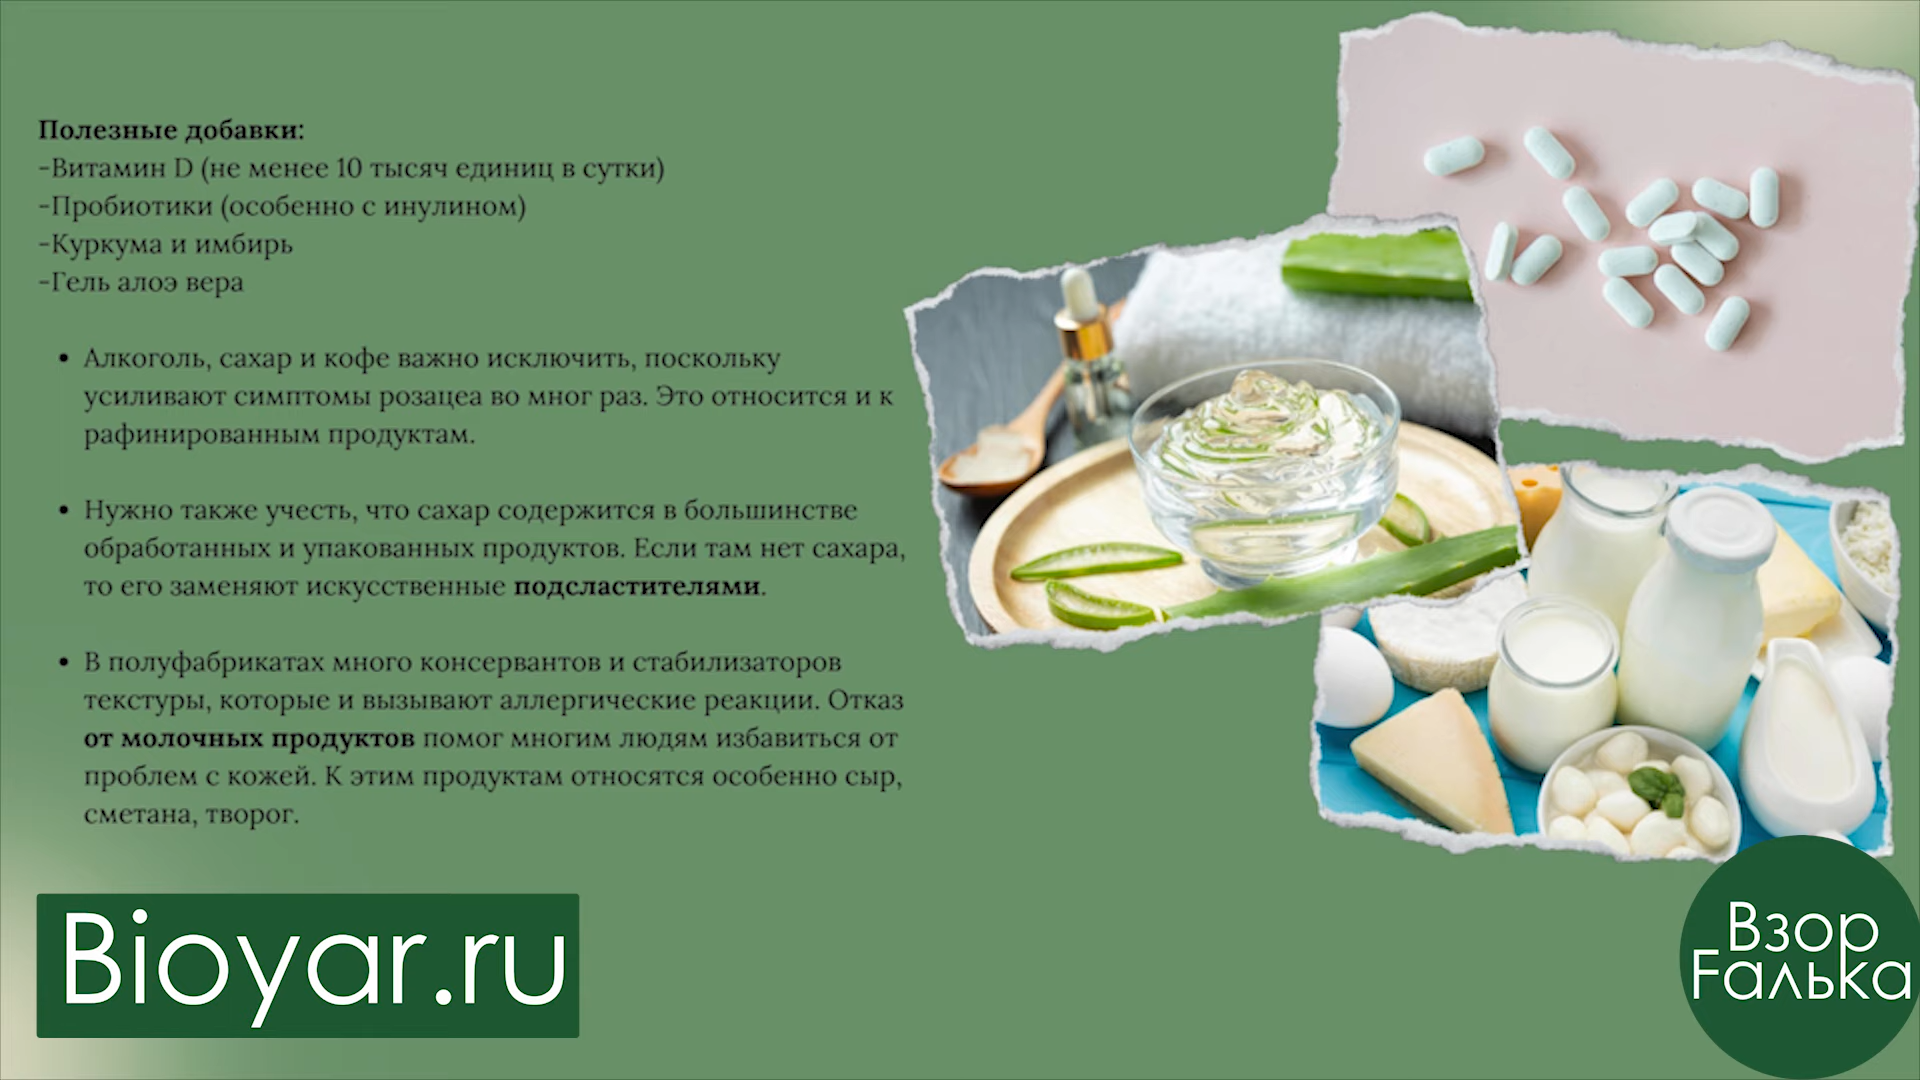 Полезные добавки:
-Витамин D (не менее 10 тысяч единиц в сутки)
-Пробиотики (особенно с инулином)
-Куркума и имбирь
-Гель алоэ вера
• Алкоголь, сахар и кофе важно исключить, поскольку
усиливают симптомы розацеа во мног раз. Это относится и к
рафинированным продуктам.
• Нужно также учесть, что сахар содержится в большинстве
обработанных и упакованных продуктов. Если там нет сахара,
то его заменяют искусственные подсластителями.
• В полуфабрикатах много консервантов и стабилизаторов
текстуры, которые и вызывают аллергические реакции. Отказ
от молочных продуктов помог многим людям избавиться от
проблем с кожей. К этим продуктам относятся особенно сыр,
сметана, творог.
Bioyar.ru
Взор
Fалька